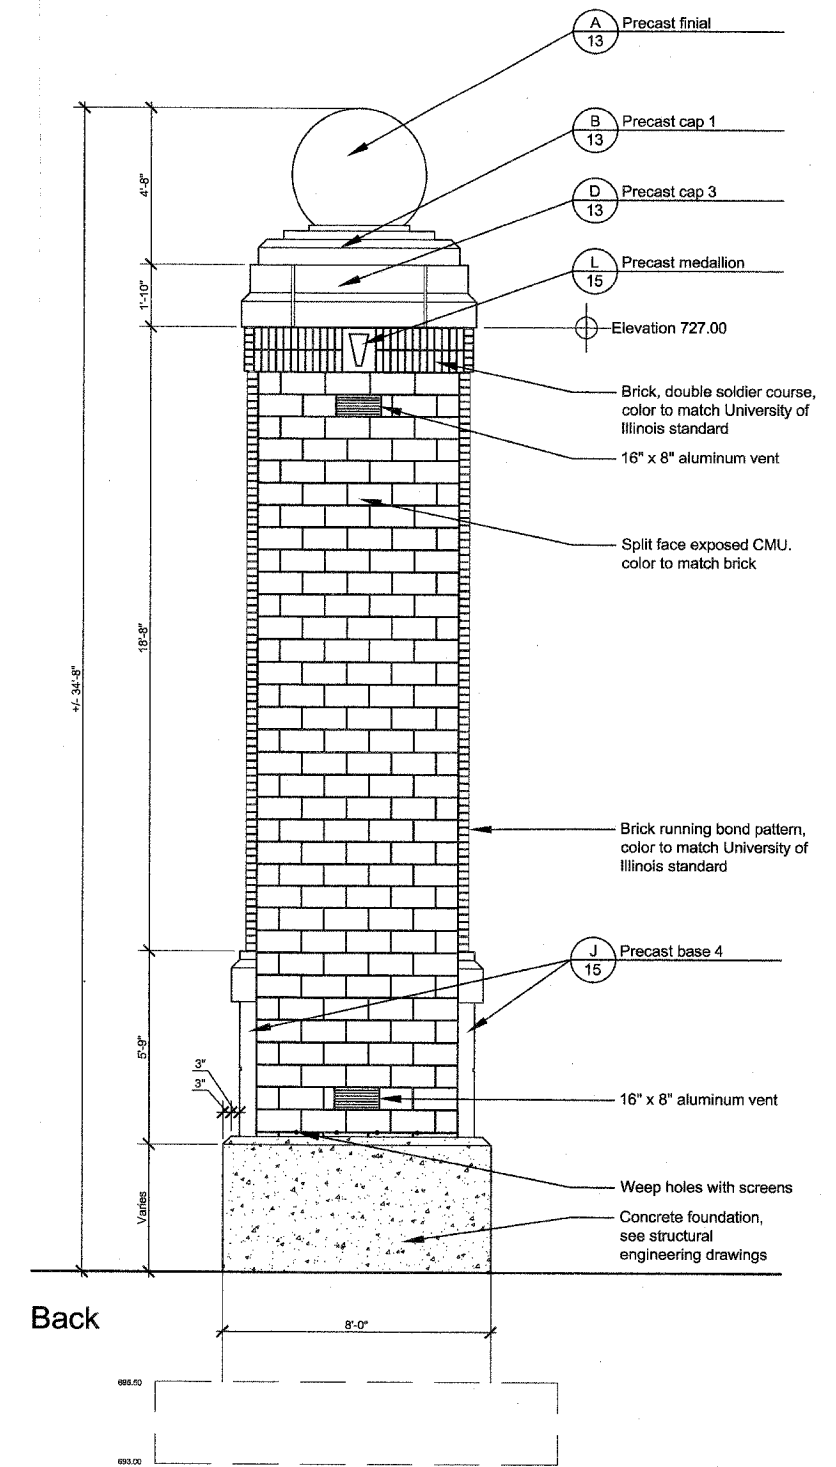 A
13
Precast finial
B
13
Precast cap 1
D
13
Precast cap 3
L
15
Precast medallion
Elevation 727.00
Brick, double soldier course,
color to match University of
Illinois standard
16" x 8" aluminum vent
Split face exposed CMU.
color to match brick
Brick running bond pattern,
color to match University of
Illinois standard
J
15
Precast base 4
16" x 8" aluminum vent
Weep holes with screens
Concrete foundation,
see structural
engineering drawings
4'-8"
1'-10"
18'-8"
+/- 34'-8"
5'-9"
3"
3"
Varies
Back
8'-0"
693.00